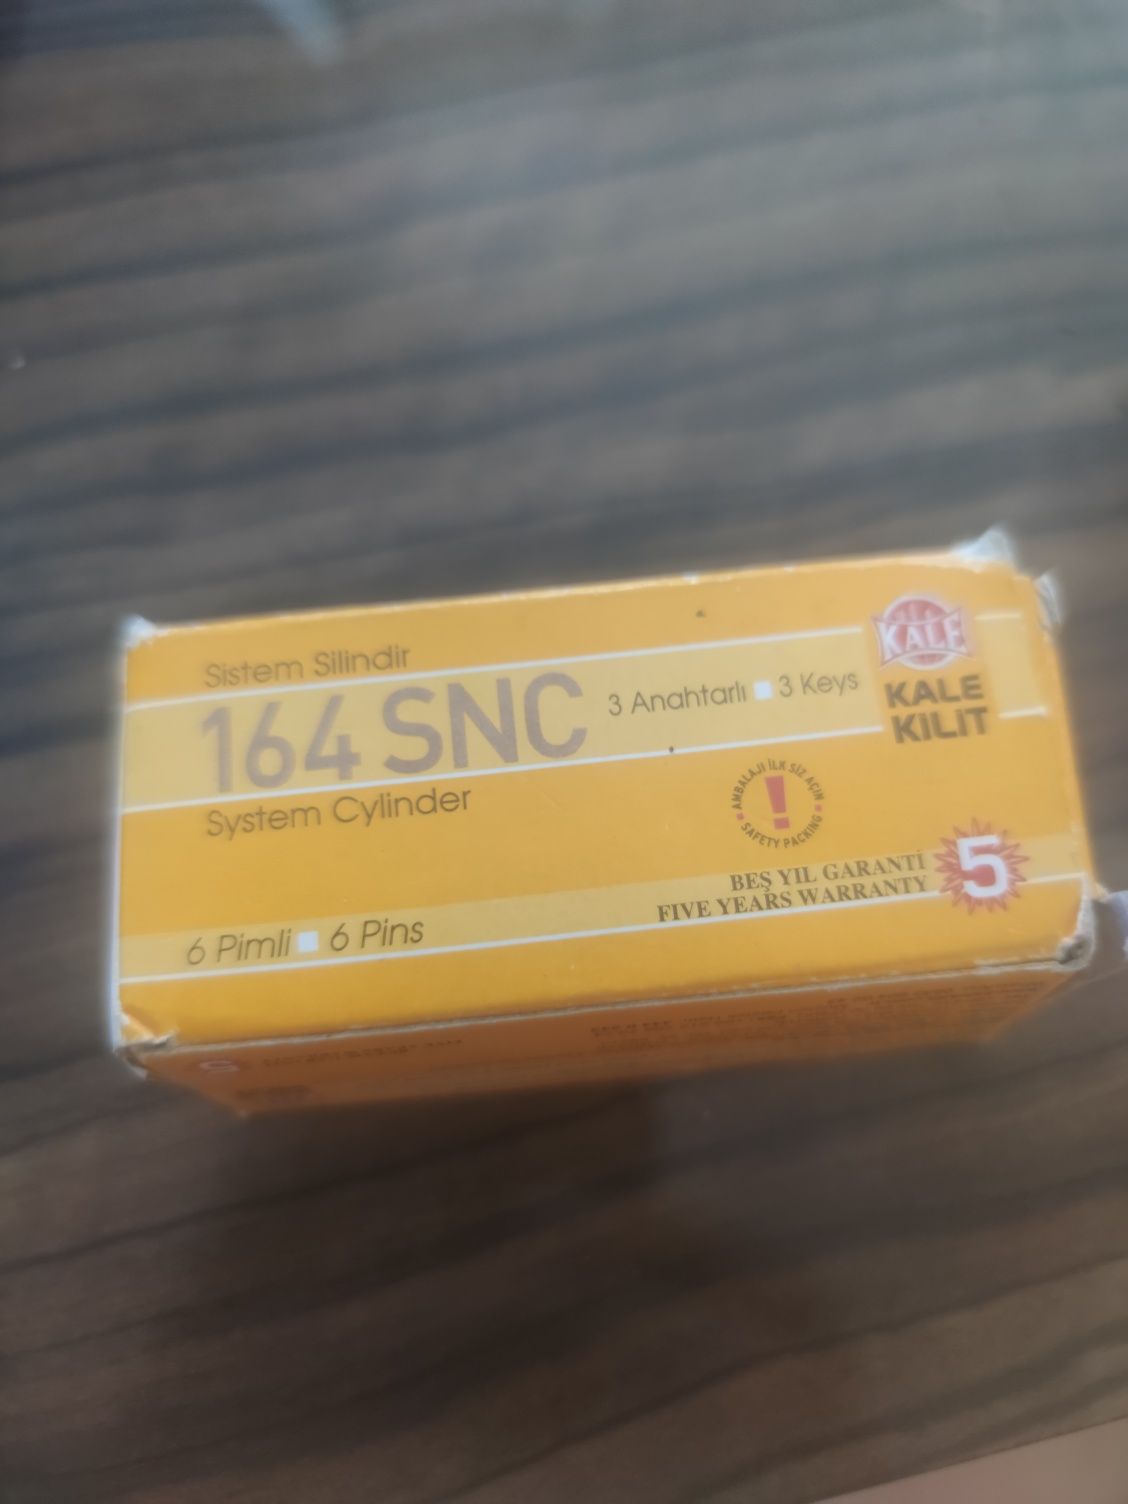 Sistem Silindir
164 SNC
3 Anahtarlı 3 Keys
System Cylinder
KALE
KALE
KILIT
AMBALAJI İLK SİZ AÇIN
!
SAFETY PACKING
BEŞ YIL GARANTİ
FIVE YEARS WARRANTY
5
6 Pimli 6 Pins
5